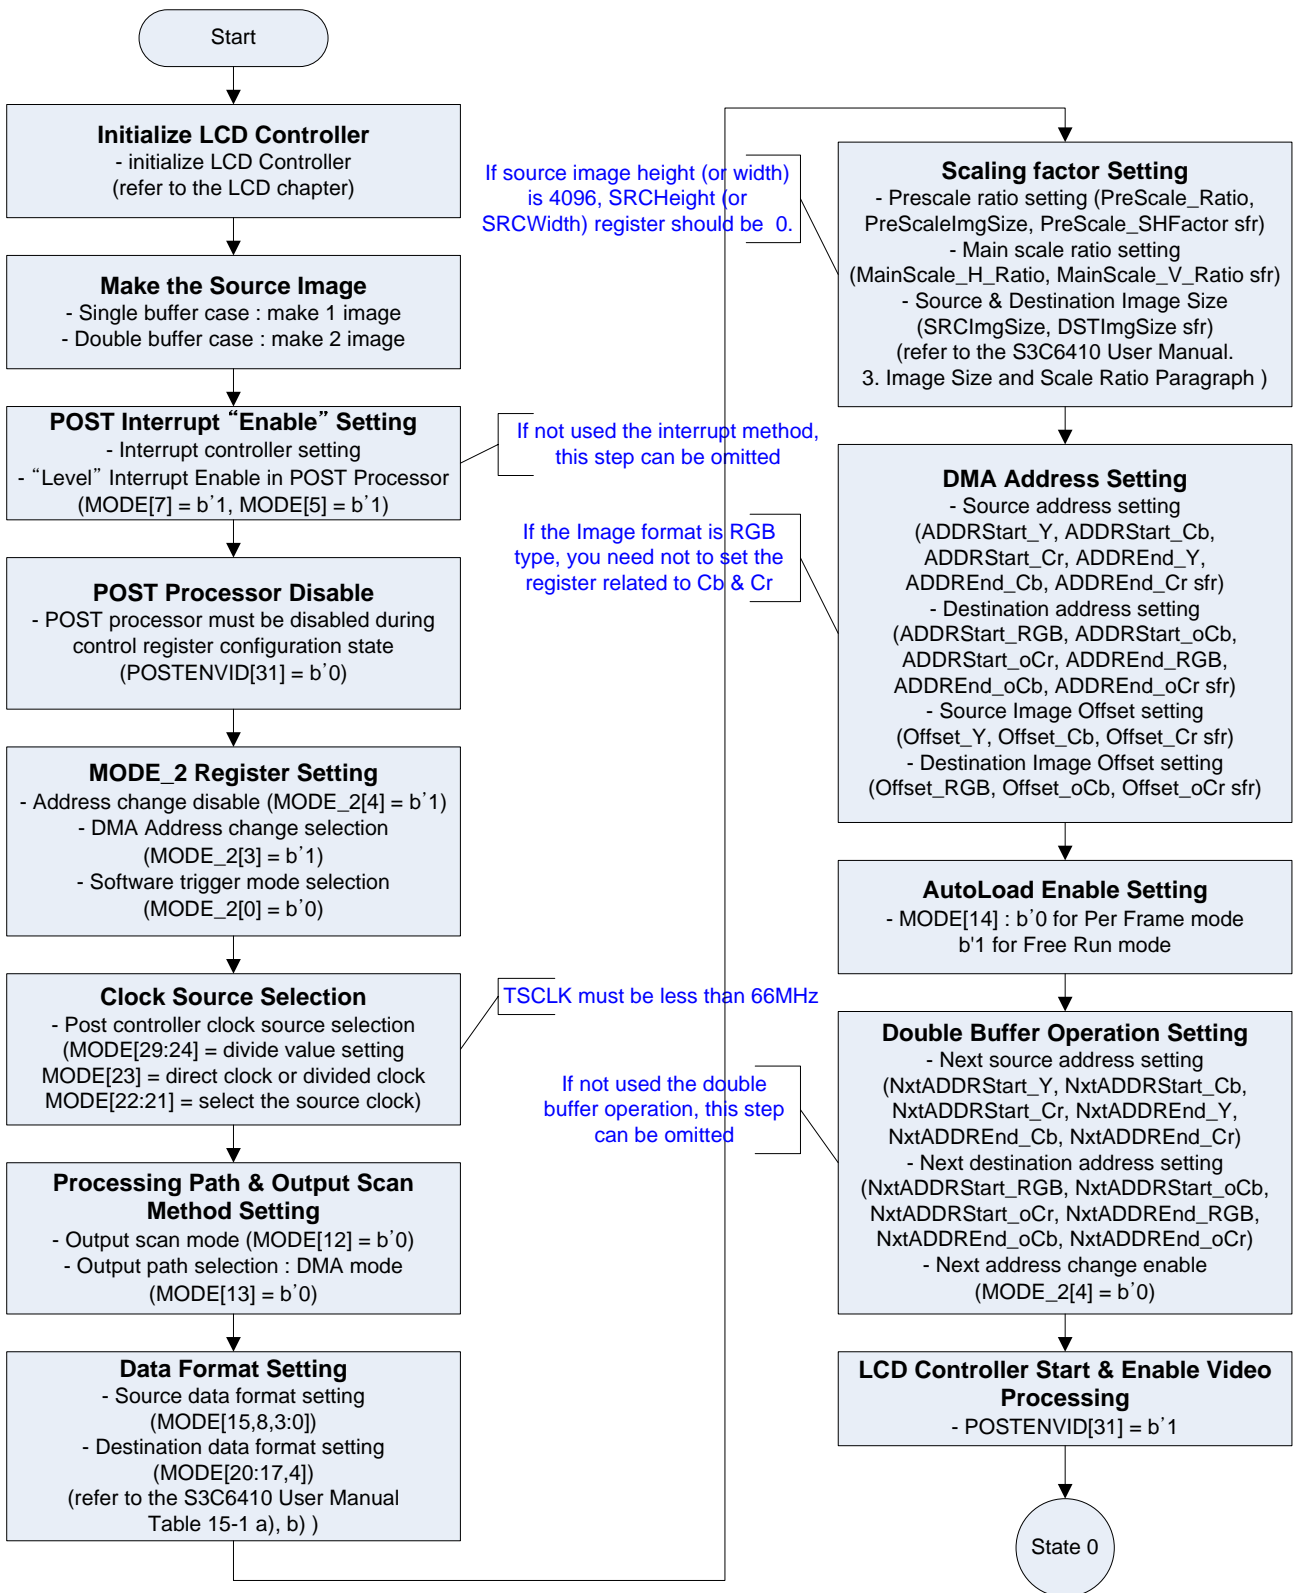 Start
Initialize LCD Controller
- initialize LCD Controller
(refer to the LCD chapter)
Make the Source Image
- Single buffer case : make 1 image
- Double buffer case : make 2 image
POST Interrupt “Enable” Setting
- Interrupt controller setting
- “Level” Interrupt Enable in POST Processor
(MODE[7] = b’1, MODE[5] = b’1)
If not used the interrupt method,
this step can be omitted
POST Processor Disable
- POST processor must be disabled during
control register configuration state
(POSTENVID[31] = b’0)
MODE_2 Register Setting
- Address change disable (MODE_2[4] = b’1)
- DMA Address change selection
(MODE_2[3] = b’1)
- Software trigger mode selection
(MODE_2[0] = b’0)
Clock Source Selection
- Post controller clock source selection
(MODE[29:24] = divide value setting
MODE[23] = direct clock or divided clock
MODE[22:21] = select the source clock)
TSCLK must be less than 66MHz
Processing Path & Output Scan
Method Setting
- Output scan mode (MODE[12] = b’0)
- Output path selection : DMA mode
(MODE[13] = b’0)
Data Format Setting
- Source data format setting
(MODE[15,8,3:0])
- Destination data format setting
(MODE[20:17,4])
(refer to the S3C6410 User Manual
Table 15-1 a), b) )
If source image height (or width)
is 4096, SRCHeight (or
SRCWidth) register should be 0.
Scaling factor Setting
- Prescale ratio setting (PreScale_Ratio,
PreScaleImgSize, PreScale_SHFactor sfr)
- Main scale ratio setting
(MainScale_H_Ratio, MainScale_V_Ratio sfr)
- Source & Destination Image Size
(SRCImgSize, DSTImgSize sfr)
(refer to the S3C6410 User Manual.
3. Image Size and Scale Ratio Paragraph )
If the Image format is RGB
type, you need not to set the
register related to Cb & Cr
DMA Address Setting
- Source address setting
(ADDRStart_Y, ADDRStart_Cb,
ADDRStart_Cr, ADDREnd_Y,
ADDREnd_Cb, ADDREnd_Cr sfr)
- Destination address setting
(ADDRStart_RGB, ADDRStart_oCb,
ADDRStart_oCr, ADDREnd_RGB,
ADDREnd_oCb, ADDREnd_oCr sfr)
- Source Image Offset setting
(Offset_Y, Offset_Cb, Offset_Cr sfr)
- Destination Image Offset setting
(Offset_RGB, Offset_oCb, Offset_oCr sfr)
AutoLoad Enable Setting
- MODE[14] : b’0 for Per Frame mode
b'1 for Free Run mode
If not used the double
buffer operation, this step
can be omitted
Double Buffer Operation Setting
- Next source address setting
(NxtADDRStart_Y, NxtADDRStart_Cb,
NxtADDRStart_Cr, NxtADDREnd_Y,
NxtADDREnd_Cb, NxtADDREnd_Cr)
- Next destination address setting
(NxtADDRStart_RGB, NxtADDRStart_oCb,
NxtADDRStart_oCr, NxtADDREnd_RGB,
NxtADDREnd_oCb, NxtADDREnd_oCr)
- Next address change enable
(MODE_2[4] = b’0)
LCD Controller Start & Enable Video
Processing
- POSTENVID[31] = b’1
State 0